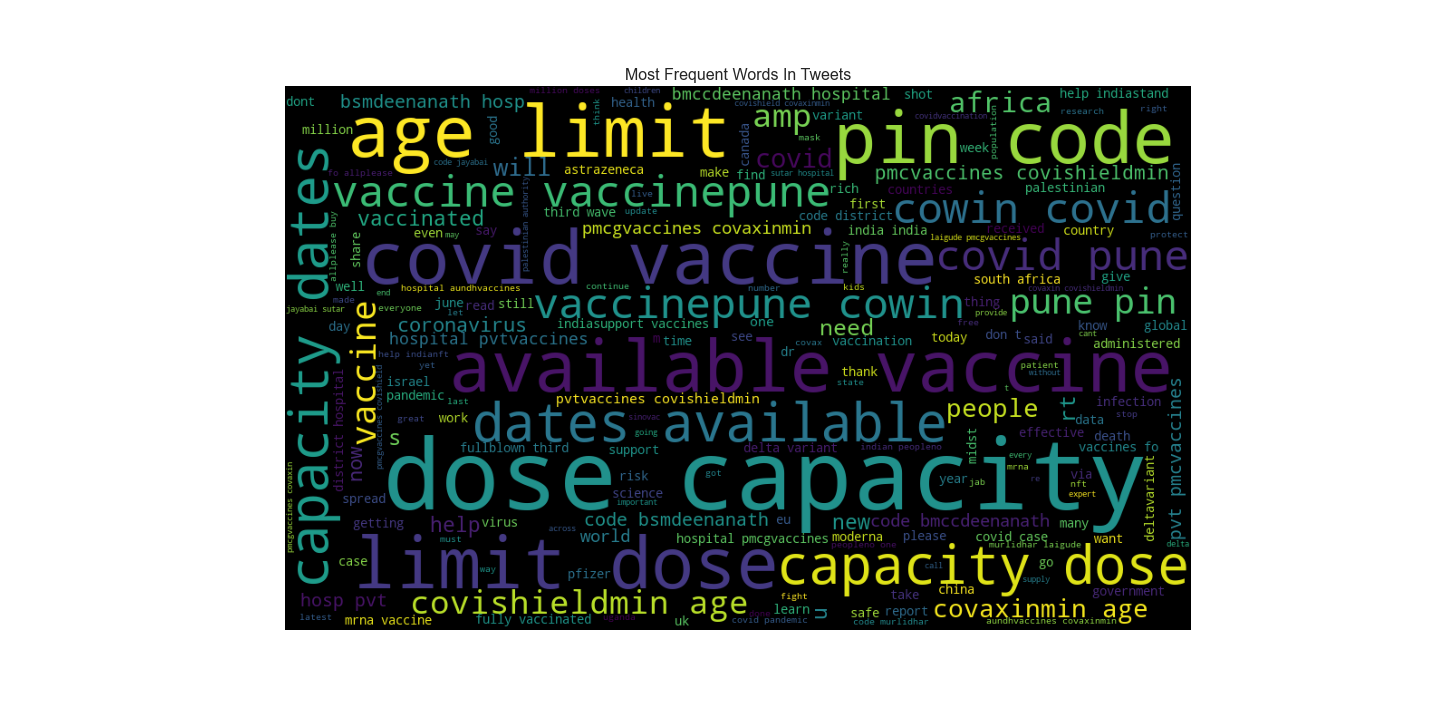 Most Frequent Words In Tweets
dont
bsmdeenanath hosp
million doses
children
bmccdeenanath hospital
shot
help indiastand
health
think
covishield covaxinmin
africa
million
good
age limit
amp
variant
mask
covidvaccination
population
research
right
pin code
code jayabai
will
astrazeneca
canada
covid
week
fo allplease
make
find
sutar hospital
pmcvaccines covishieldmin
capacity dates
vaccine vaccinepune
live
rich
countries
palestinian
question
allplease buy
vaccinated
third wave
update
first
code district
cowin covid
share
even
may
say
palestinian authority
pmcgvaccines covaxinmin
really
india india
received
laigude pmcgvaccines
country
protect
covid vaccine
covid pune
well
end
hospital aundhvaccines
continue
number
kids
south africa
give
covaxin covishieldmin
made
everyone
june
let
read
still
vaccinepune cowin
thing
provide
pune pin
jayabai sutar
day
vaccine
coronavirus
indiasupport vaccines
one
need
free
cant
know
global
hospital pvtvaccines
m
time
see
covax
vaccination
today
don t
said
administered
help indianft
yet
dr
patient
without
israel
pandemic
available vaccine
state
thank
t
district hospital
last
pvtvaccines covishieldmin
great
work
sinovac
dates available
people
rt
data
infection
stop
pvt pmcvaccines
now
pmcgvaccines covishield
s
going
effective
death
fullblown third
support
delta variant
indian peopleno
midst
every
vaccines fo
mrna
via
deltavariant
risk
got
year
jab
re
nft
expert
spread
science
important
dose capacity
pmcgvaccines covaxin
getting
help
virus
across
code bsmdeenanath
eu
new
code bmccdeenanath
many
must
world
hospital pmcgvaccines
moderna
please
covid case
want
peopleno one
murlidhar laigude
delta
case
limit dose
way
pfizer
capacity dose
call
supply
go
china
government
hosp pvt
covishieldmin age
fight
learn
take
u
safe
report
covaxinmin age
latest
mrna vaccine
fully vaccinated
uganda
uk
done
covid pandemic
code murlidhar
aundhvaccines covaxinmin